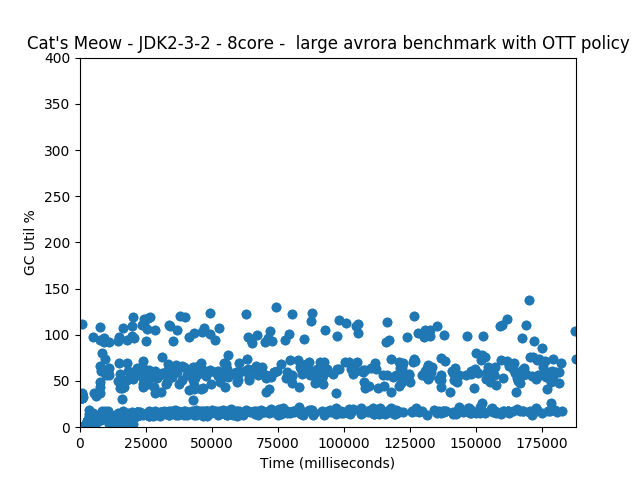 Cat's Meow - JDK2-3-2 - 8core -  large avrora benchmark with OTT policy
400
350
300
250
200
150
100
50
0
GC Util %
0 25000 50000 75000 100000 125000 150000 175000
Time (milliseconds)